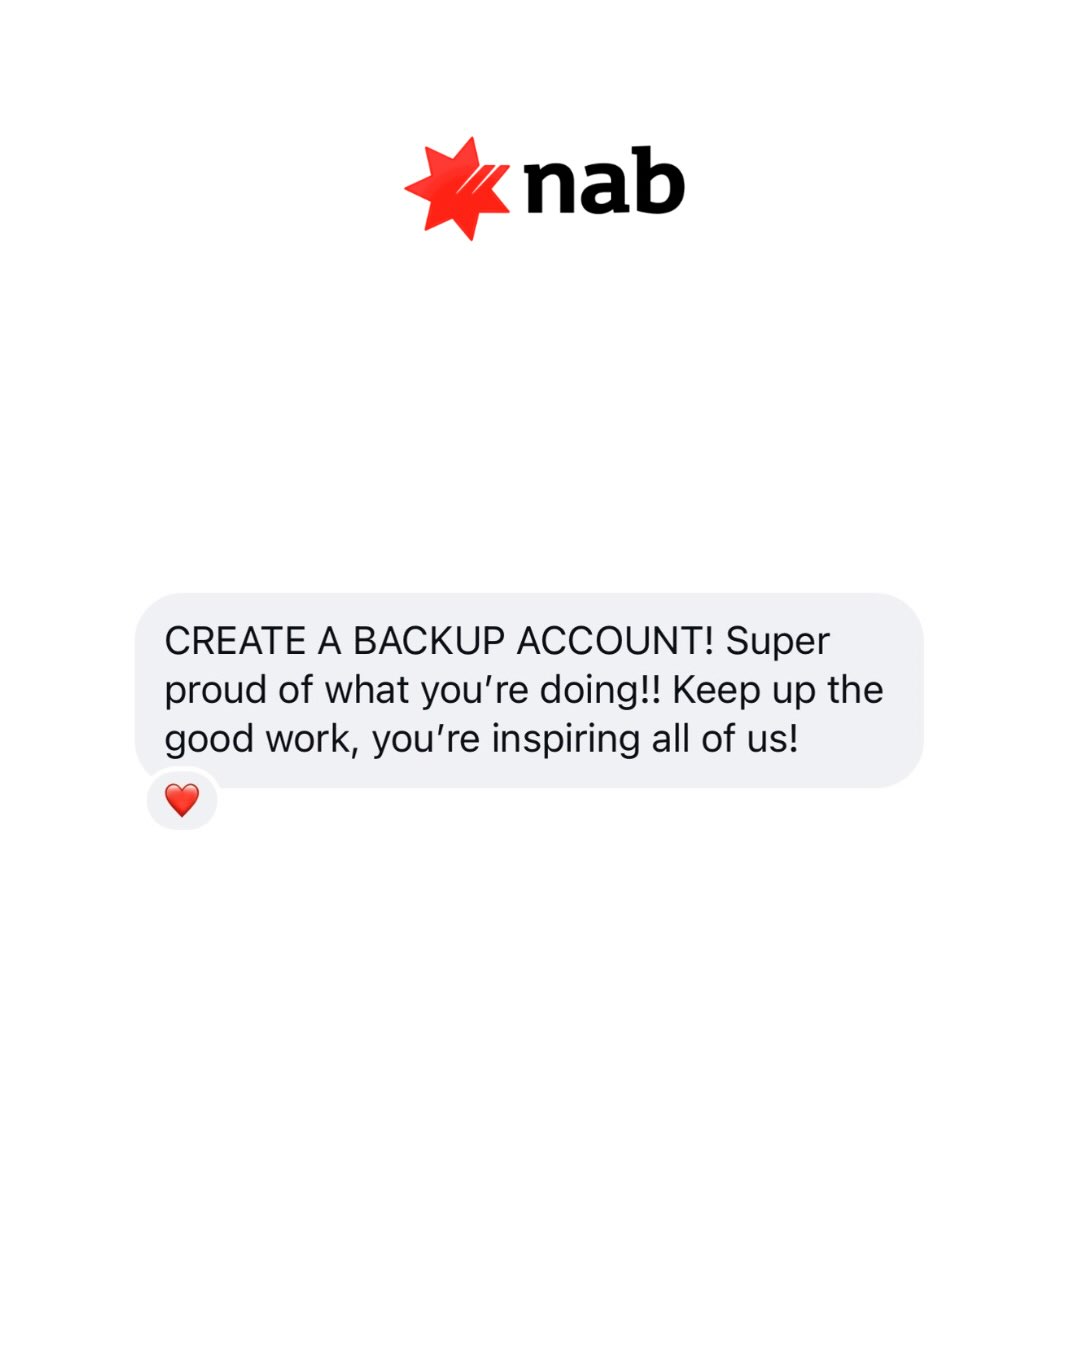 nab
CREATE A BACKUP ACCOUNT! Super
proud of what you’re doing!! Keep up the
good work, you’re inspiring all of us!